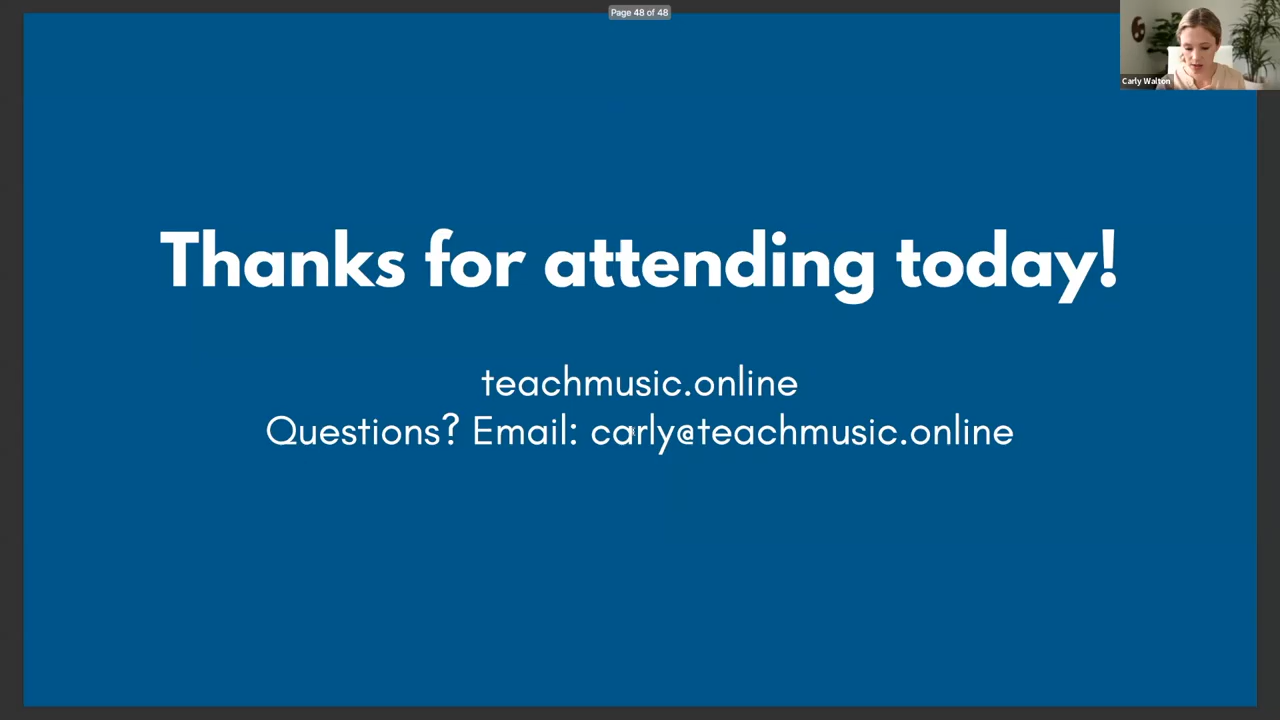 Page 48 of 48
Carly Walton
Thanks for attending today!
teachmusic.online
Questions? Email: carly@teachmusic.online